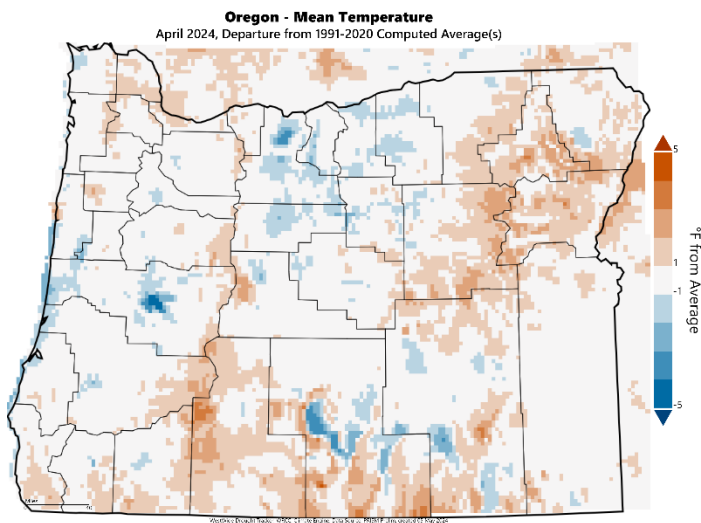 Oregon - Mean Temperature
April 2024, Departure from 1991-2020 Computed Average(s)
5
1
-1
-5
°F from Average